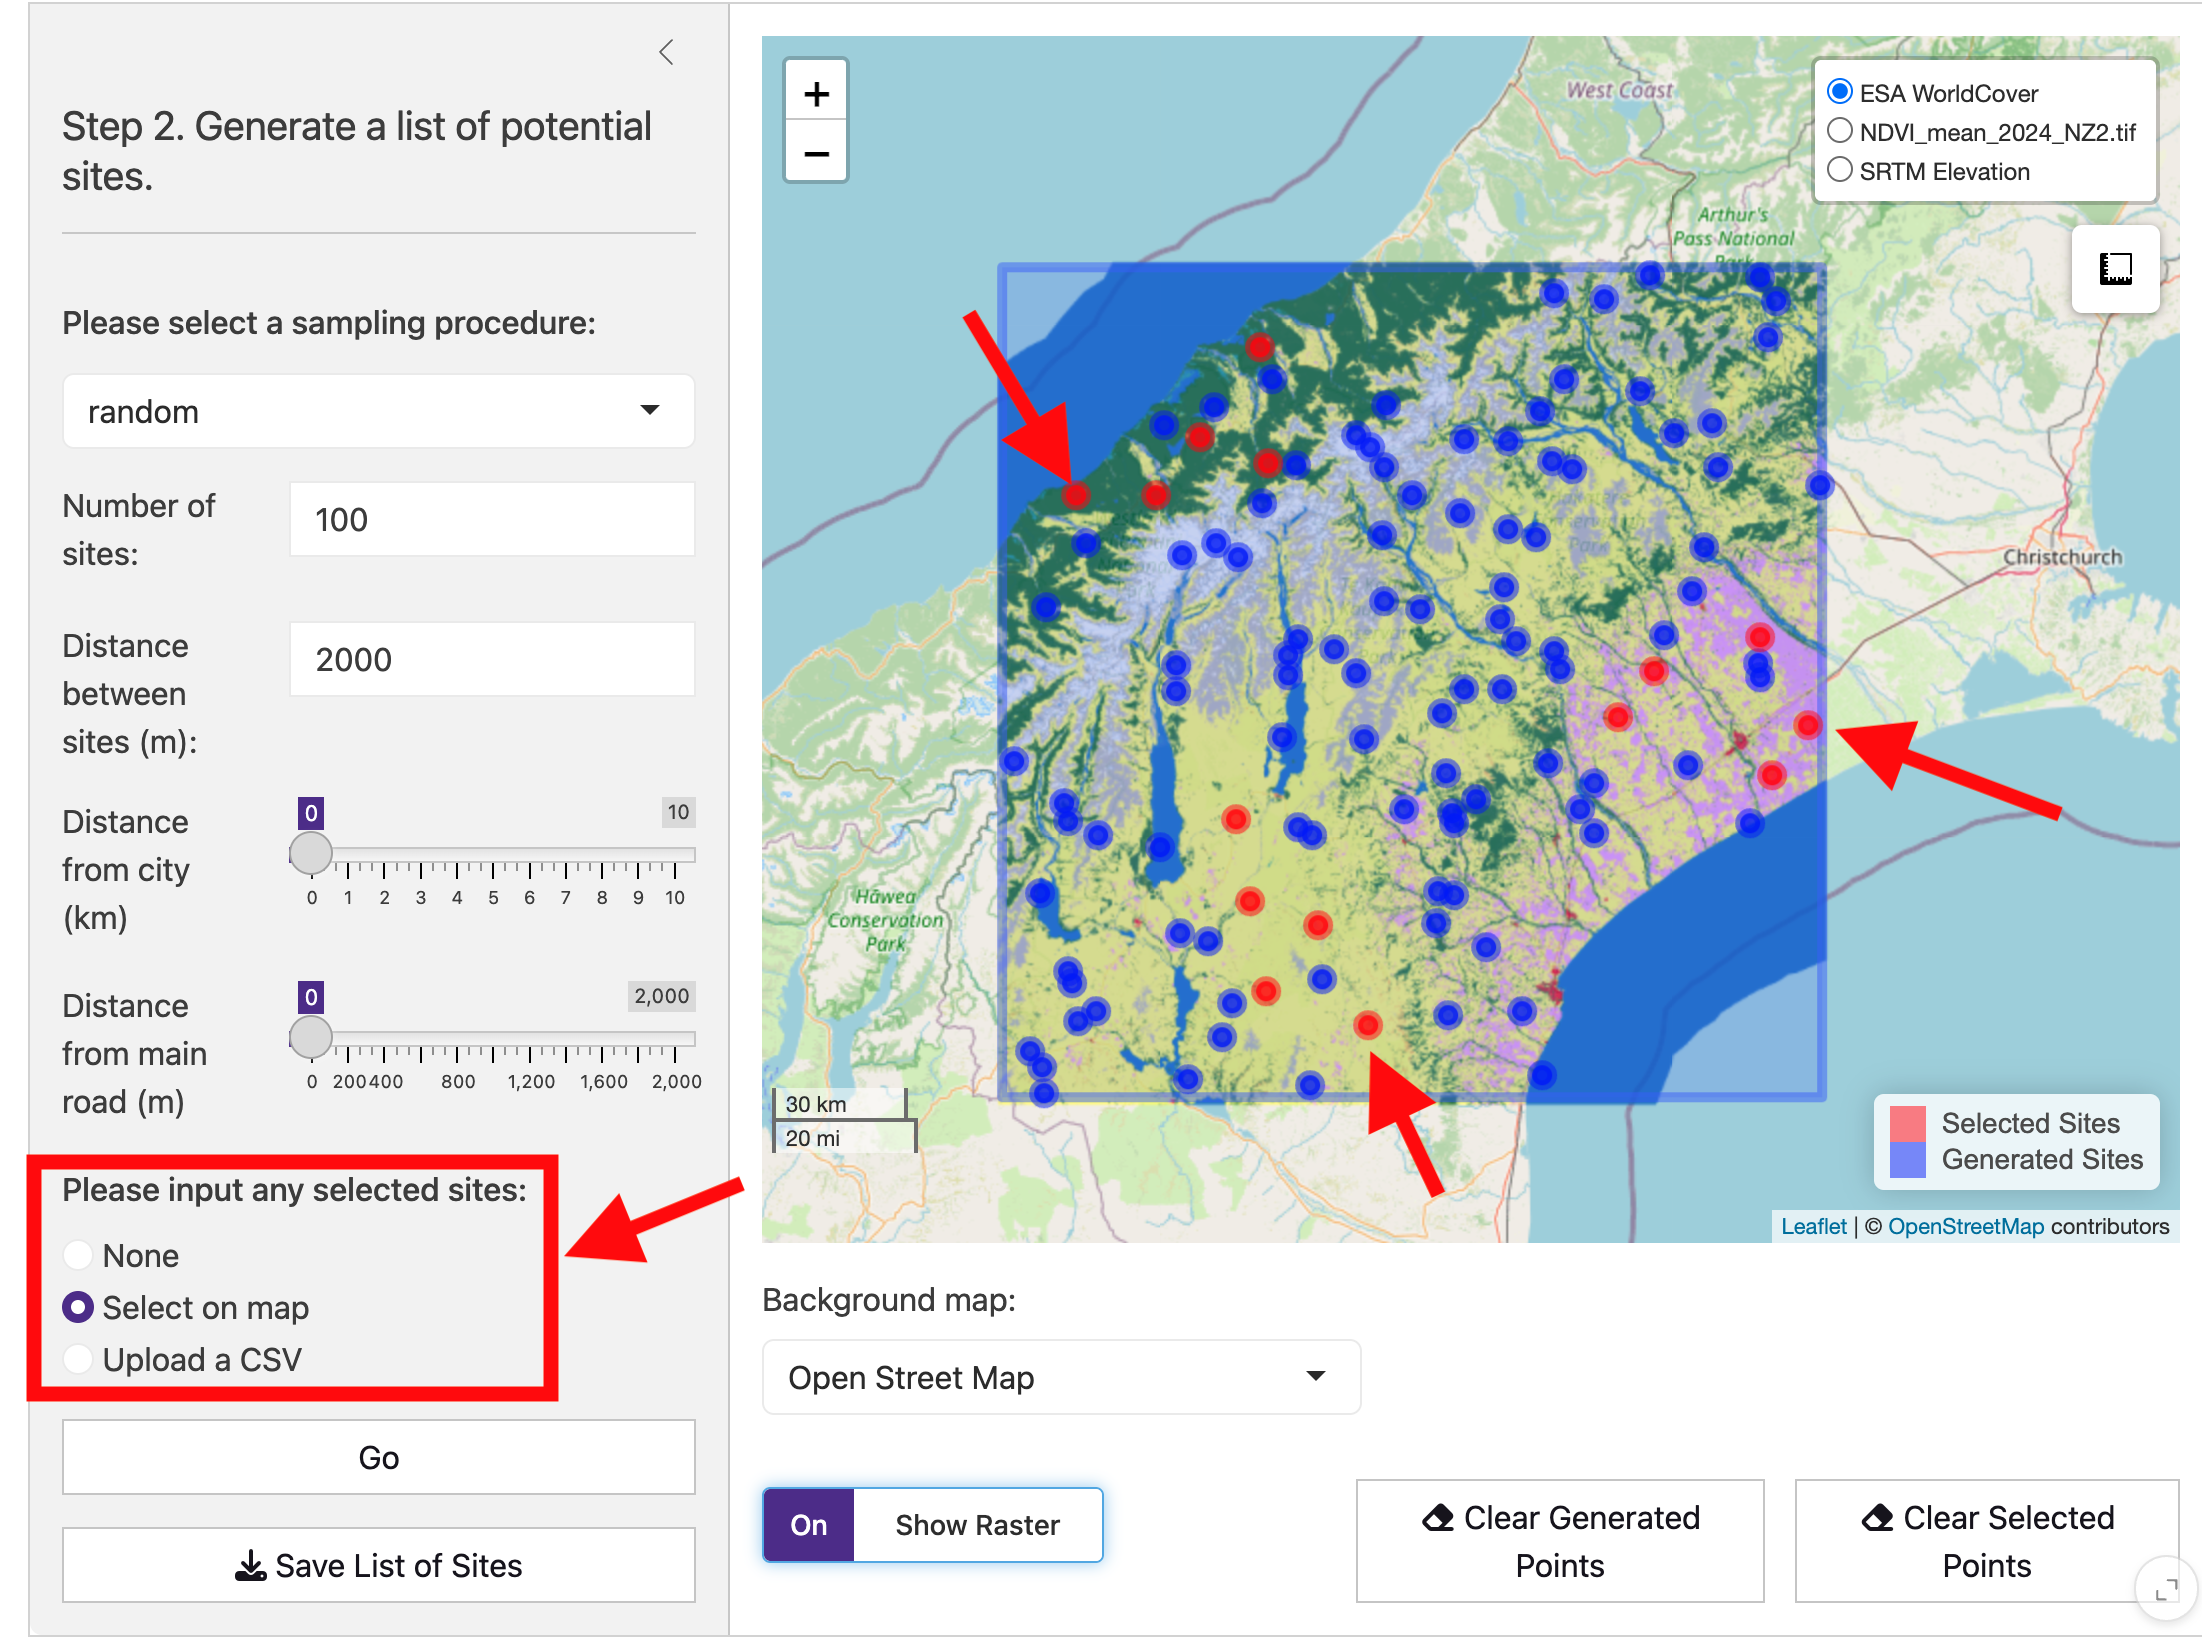 Step 2. Generate a list of potential
sites.
Please select a sampling procedure:
random
Number of
sites:
100
Distance
between
sites (m):
2000
Distance
from city
(km)
0
10
0 1 2 3 4 5 6 7 8 9 10
Distance
from main
road (m)
0
2,000
0 200 400 800 1,200 1,600 2,000
Please input any selected sites:
None
Select on map
Upload a CSV
Go
Save List of Sites
+
−
West Coast
ESA WorldCover
NDVI_mean_2024_NZ2.tif
SRTM Elevation
Arthur's
Pass National
Park
Christchurch
Hāwea
Conservation
Park
30 km
20 mi
Selected Sites
Generated Sites
Leaflet | © OpenStreetMap contributors
Background map:
Open Street Map
On
Show Raster
Clear Generated
Points
Clear Selected
Points